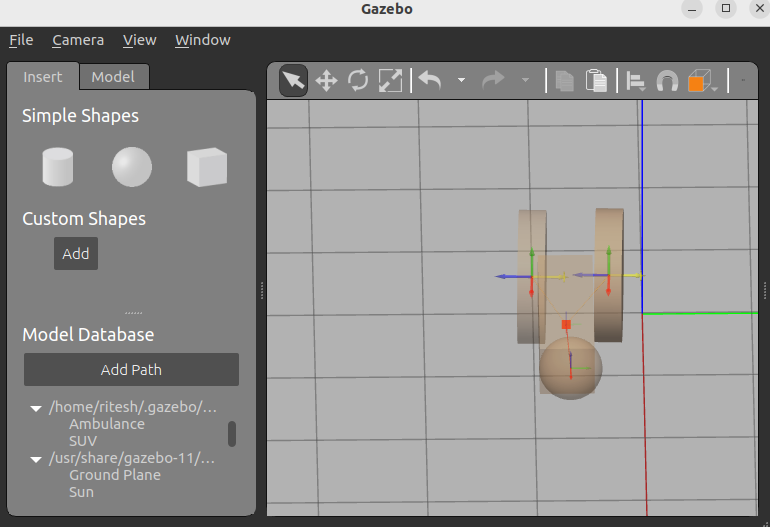 Gazebo
File Camera View Window
Insert Model
Simple Shapes
Custom Shapes
Add
Model Database
Add Path
/home/ritesh/.gazebo/...
Ambulance
SUV
/usr/share/gazebo-11/...
Ground Plane
Sun